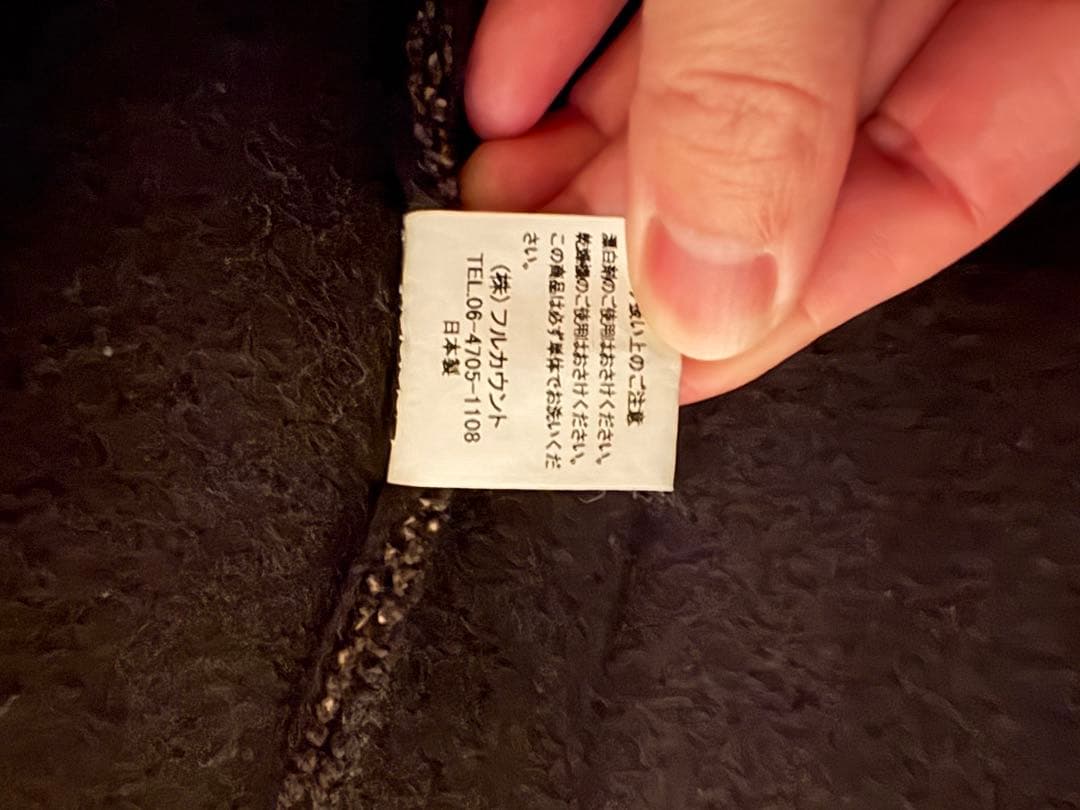 扱い上のご注意
漂白剤のご使用はおさけください。
乾燥機のご使用はおさけください。
この商品は必ず単体でお洗いくだ
さい。
(株)フルカウント
TEL.06-4705-1108
日本製